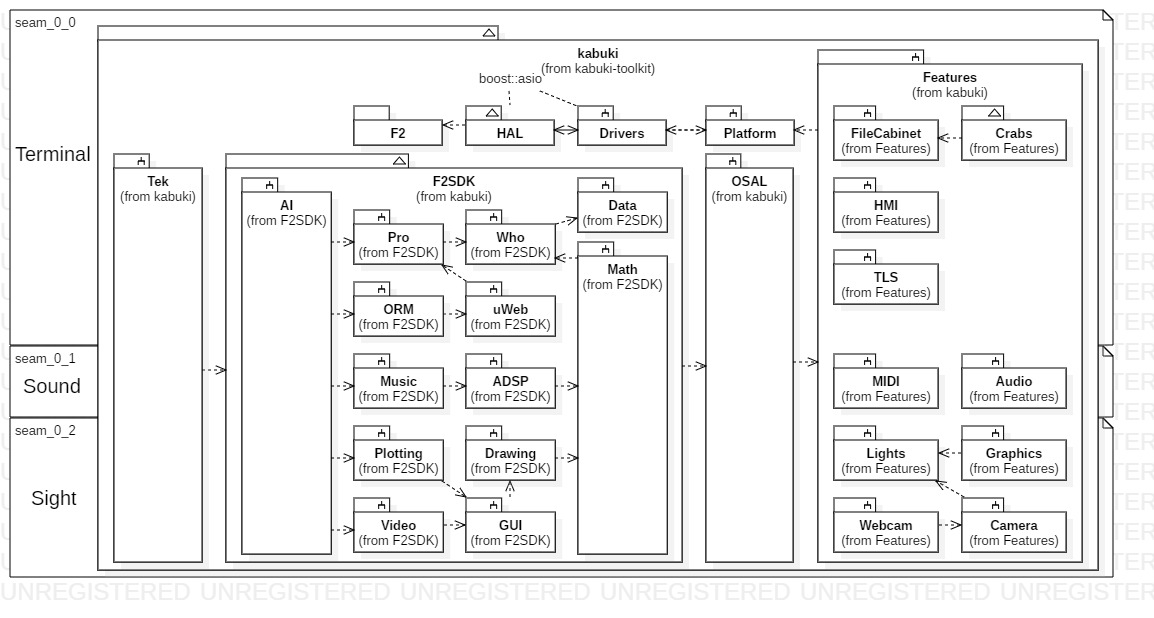 seam_0_0
Terminal
seam_0_1
Sound
seam_0_2
Sight
kabuki
(from kabuki-toolkit)
boost::asio
F2
HAL
Drivers
Platform
Tek
(from kabuki)
F2SDK
(from kabuki)
AI
(from F2SDK)
Data
(from F2SDK)
Pro
(from F2SDK)
Who
(from F2SDK)
Math
(from F2SDK)
ORM
(from F2SDK)
uWeb
(from F2SDK)
Music
(from F2SDK)
ADSP
(from F2SDK)
Plotting
(from F2SDK)
Drawing
(from F2SDK)
Video
(from F2SDK)
GUI
(from F2SDK)
OSAL
(from kabuki)
Features
(from kabuki)
FileCabinet
(from Features)
Crabs
(from Features)
HMI
(from Features)
TLS
(from Features)
MIDI
(from Features)
Audio
(from Features)
Lights
(from Features)
Graphics
(from Features)
Webcam
(from Features)
Camera
(from Features)
UNREGISTERED UNREGISTERED UNREGISTERED UNREGISTERED UNREGISTERED UNREGISTER